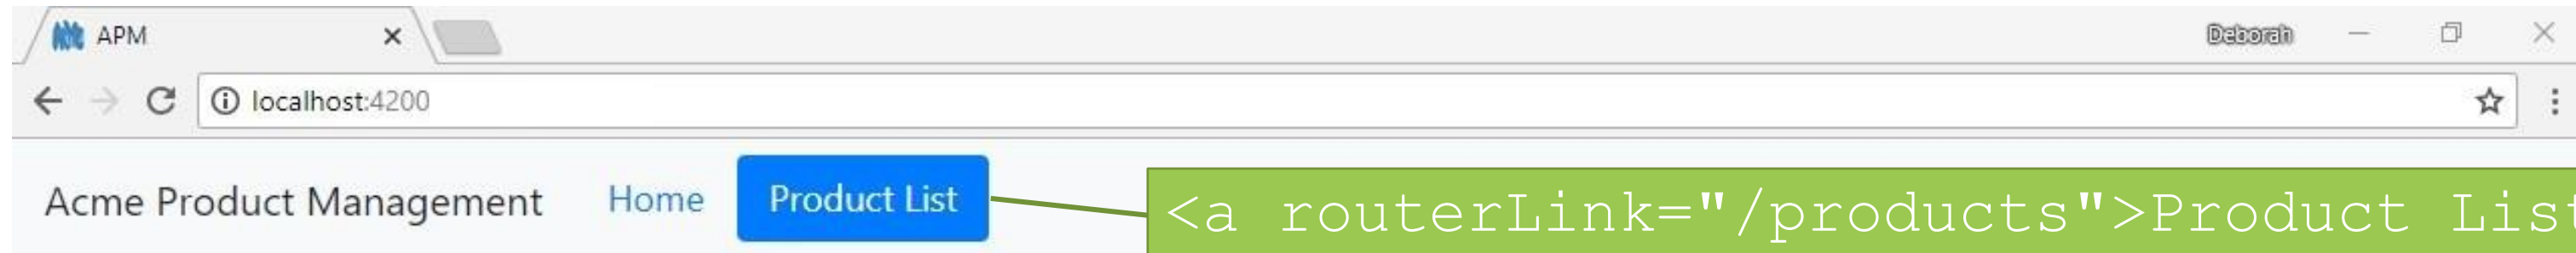 APM
Deborah
localhost:4200
Acme Product Management Home Product List
<a routerLink="/products">Product List